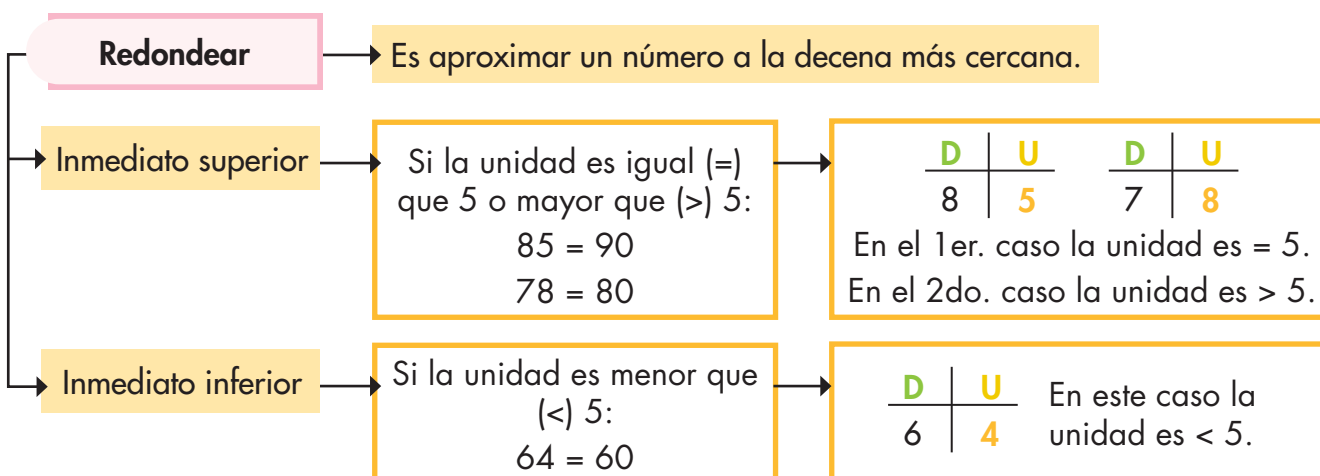 Redondear
Es aproximar un número a la decena más cercana.
Inmediato superior
Si la unidad es igual (=)
que 5 o mayor que (>) 5:
85 = 90
78 = 80
D U D U
8 5 7 8
En el 1er. caso la unidad es = 5.
En el 2do. caso la unidad es > 5.
Inmediato inferior
Si la unidad es menor que
(<) 5:
64 = 60
D U
6 4
En este caso la
unidad es < 5.